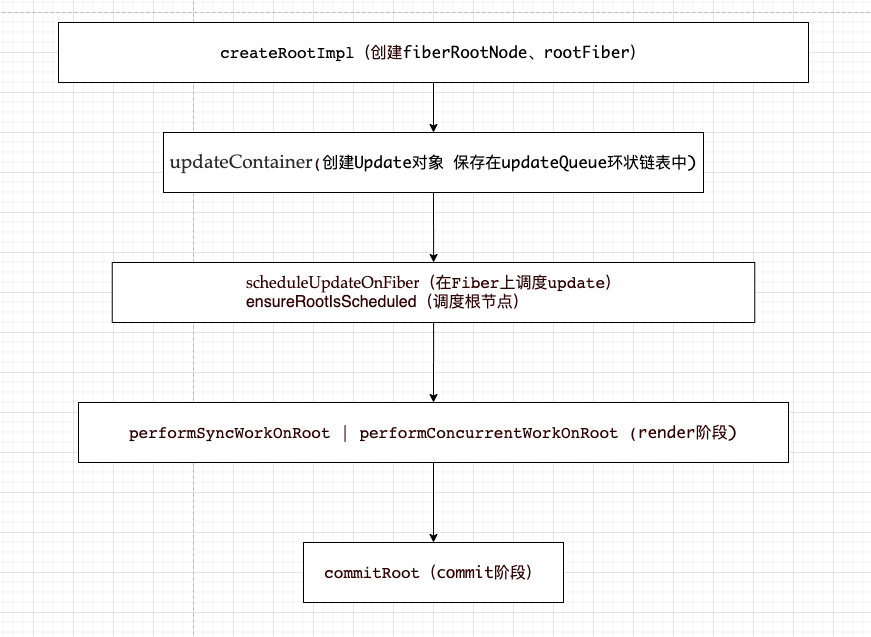 createRootImpl（创建fiberRootNode、rootFiber）
updateContainer(创建Update对象 保存在updateQueue环状链表中)
scheduleUpdateOnFiber（在Fiber上调度update）
ensureRootIsScheduled（调度根节点）
performSyncWorkOnRoot | performConcurrentWorkOnRoot (render阶段)
commitRoot（commit阶段）